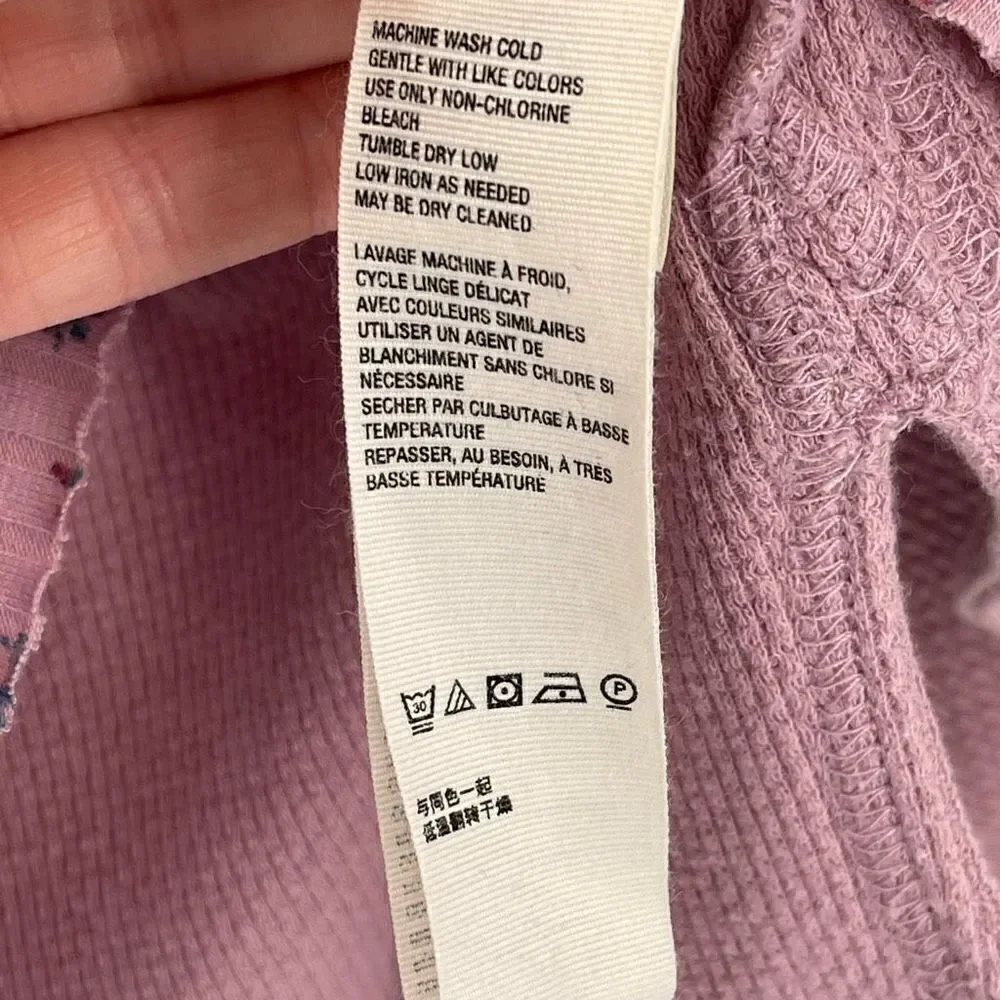 MACHINE WASH COLD
GENTLE WITH LIKE COLORS
USE ONLY NON-CHLORINE
BLEACH
TUMBLE DRY LOW
LOW IRON AS NEEDED
MAY BE DRY CLEANED
LAVAGE MACHINE À FROID,
CYCLE LINGE DÉLICAT
AVEC COULEURS SIMILAIRES
UTILISER UN AGENT DE
BLANCHIMENT SANS CHLORE SI
NÉCESSAIRE
SECHER PAR CULBUTAGE À BASSE
TEMPERATURE
REPASSER, AU BESOIN, À TRES
BASSE TEMPÉRATURE
30 P
与同色一起
低温翻转干燥